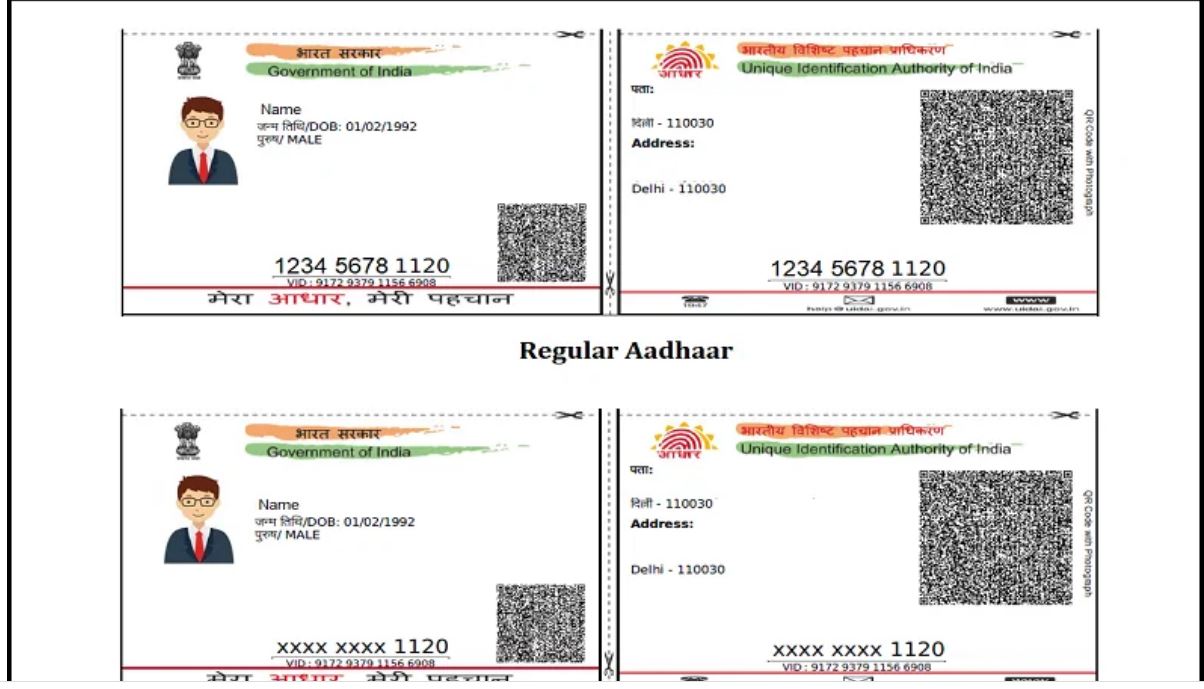 भारत सरकार
Government of India
Name
जन्म तिथि/DOB: 01/02/1992
पुरुष/ MALE
1234 5678 1120
VID : 9172 9379 1156 6908
मेरा आधार, मेरी पहचान
आधार
भारतीय विशिष्ट पहचान प्राधिकरण
Unique Identification Authority of India
पता:
दिल्ली - 110030
Address:
Delhi - 110030
QR Code with Photograph
1234 5678 1120
VID : 9172 9379 1156 6908
1947
help@uidai.gov.in
www
www.uidai.gov.in
Regular Aadhaar
भारत सरकार
Government of India
Name
जन्म तिथि/DOB: 01/02/1992
पुरुष/ MALE
xxxx xxxx 1120
VID : 9172 9379 1156 6908
मेरा आधार, मेरी पहचान
आधार
भारतीय विशिष्ट पहचान प्राधिकरण
Unique Identification Authority of India
पता:
दिल्ली - 110030
Address:
Delhi - 110030
QR Code with Photograph
xxxx xxxx 1120
VID : 9172 9379 1156 6908
www